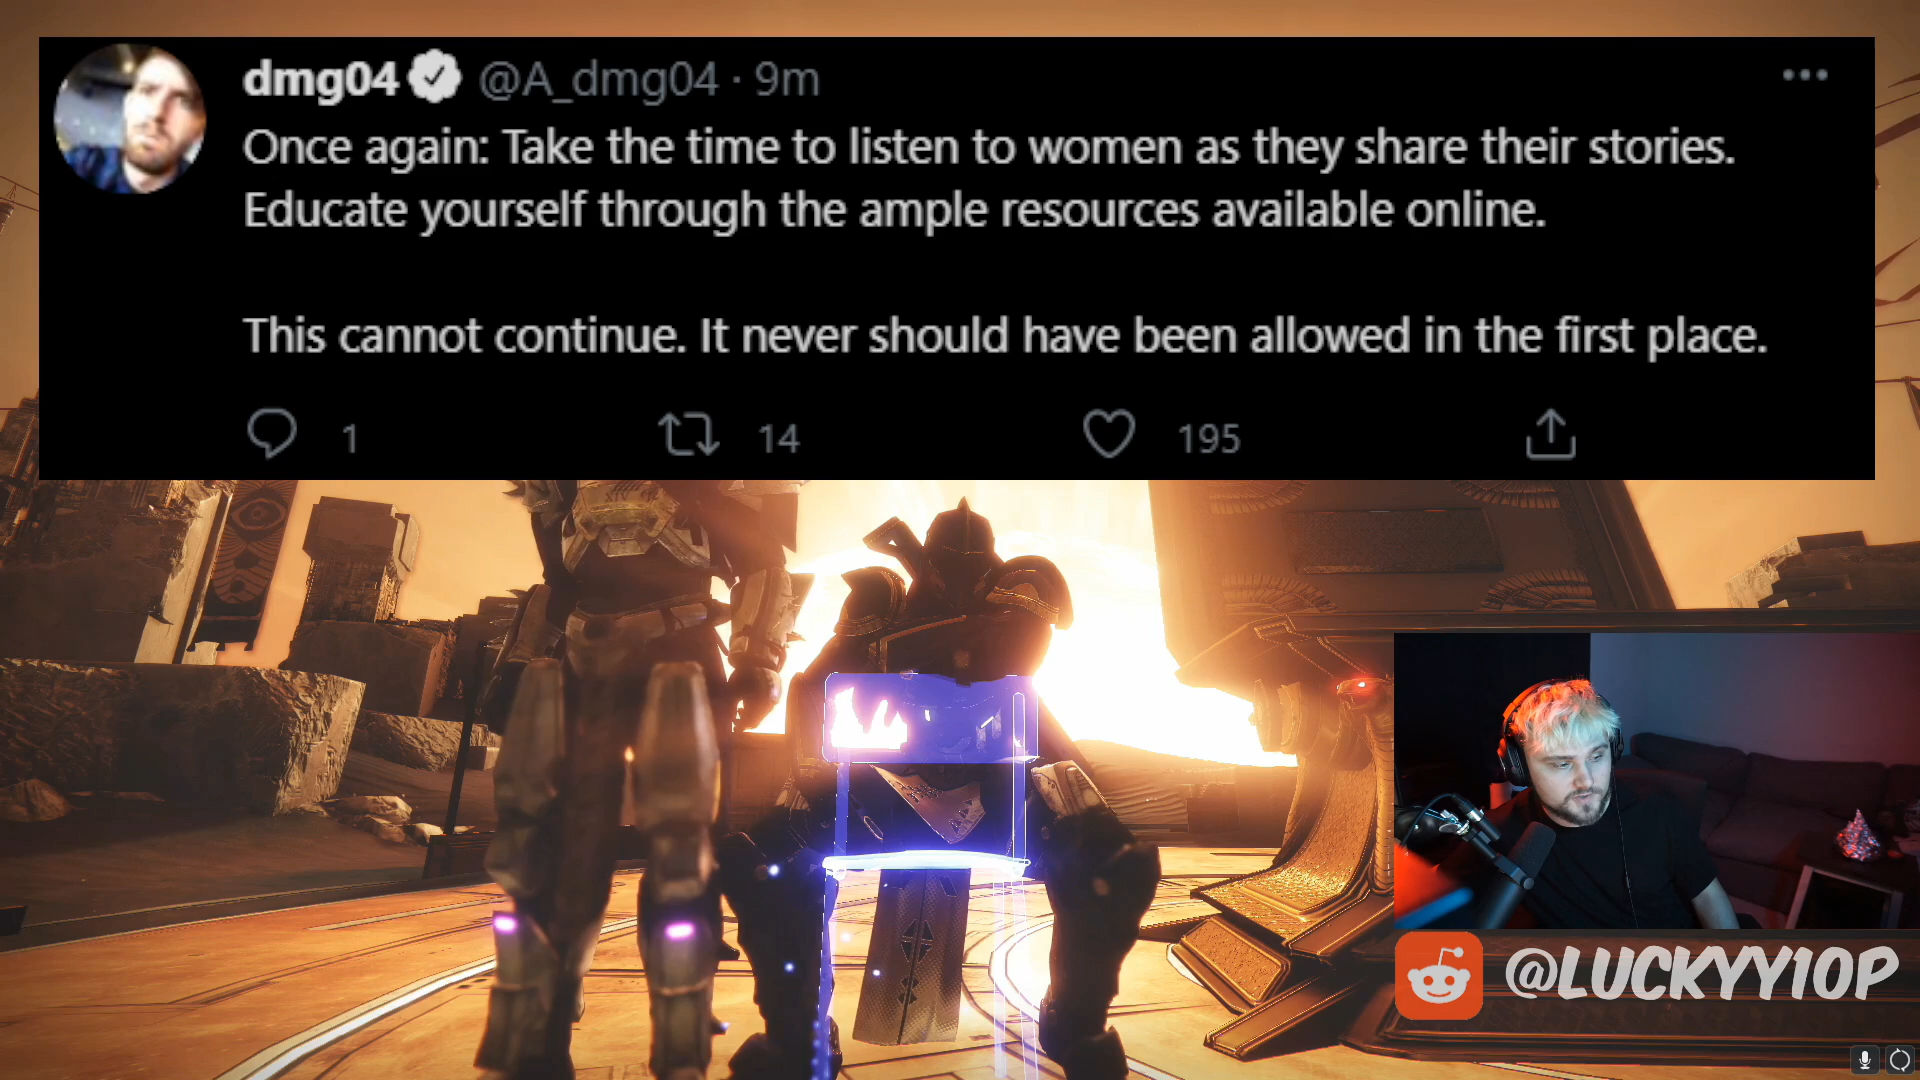 dmg04 @A_dmg04 · 9m
Once again: Take the time to listen to women as they share their stories.
Educate yourself through the ample resources available online.
This cannot continue. It never should have been allowed in the first place.
1 14 195
@LUCKYY10P